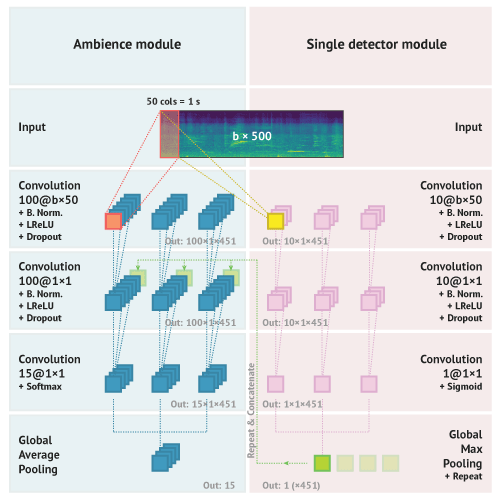 Ambience module
Single detector module
50 cols = 1 s
Input
b × 500
Input
Convolution
100@b×50
+ B. Norm.
+ LReLU
+ Dropout
Out: 100×1×451
Convolution
10@b×50
+ B. Norm.
+ LReLU
+ Dropout
Out: 10×1×451
Convolution
100@1×1
+ B. Norm.
+ LReLU
+ Dropout
Out: 100×1×451
Convolution
10@1×1
+ B. Norm.
+ LReLU
+ Dropout
Out: 10×1×451
Convolution
15@1×1
+ Softmax
Out: 15×1×451
Convolution
1@1×1
+ Sigmoid
Out: 1×1×451
Repeat & Concatenate
Global
Average
Pooling
Out: 15
Global
Max
Pooling
+ Repeat
Out: 1 (×451)